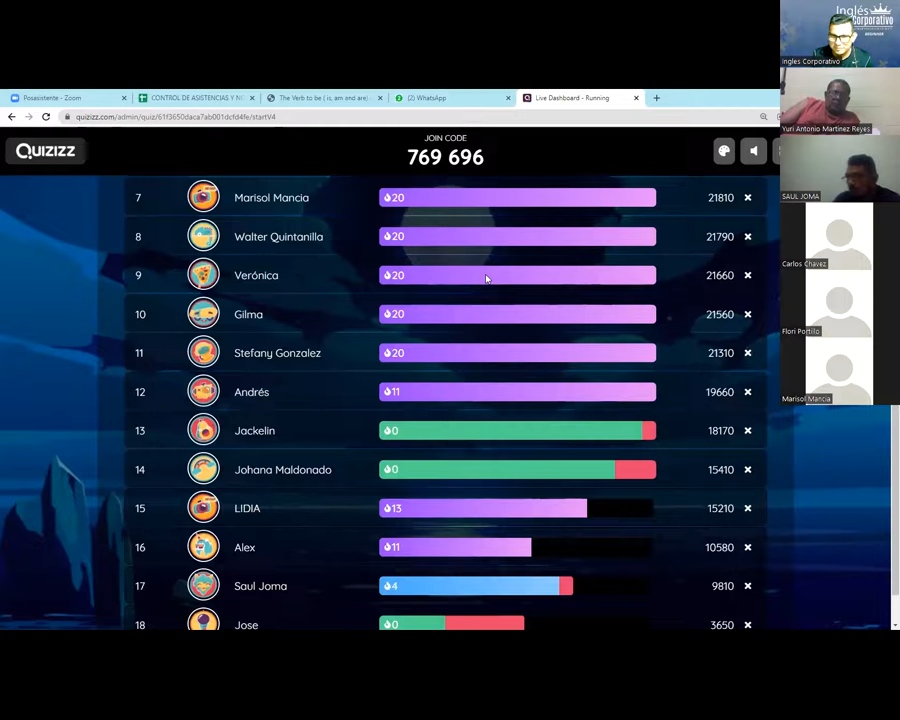 Posasistente - Zoom
CONTROL DE ASISTENCIAS Y N
The Verb to be ( is, am and are)
(2) WhatsApp
Live Dashboard - Running
quizizz.com/admin/quiz/61f3650daca7ab001dcfd4fe/startV4
Quizizz
JOIN CODE
769 696
7 Marisol Mancia 20 21810
8 Walter Quintanilla 20 21790
9 Verónica 20 21660
10 Gilma 20 21560
11 Stefany Gonzalez 20 21310
12 Andrés 11 19660
13 Jackelin 0 18170
14 Johana Maldonado 0 15410
15 LIDIA 13 15210
16 Alex 11 10580
17 Saul Joma 4 9810
18 Jose 0 3650
Inglés
Corporativo
Ingles Corporativo
Yuri Antonio Martinez Reyes
SAUL JOMA
Carlos Chavez
Flori Portillo
Marisol Mancia